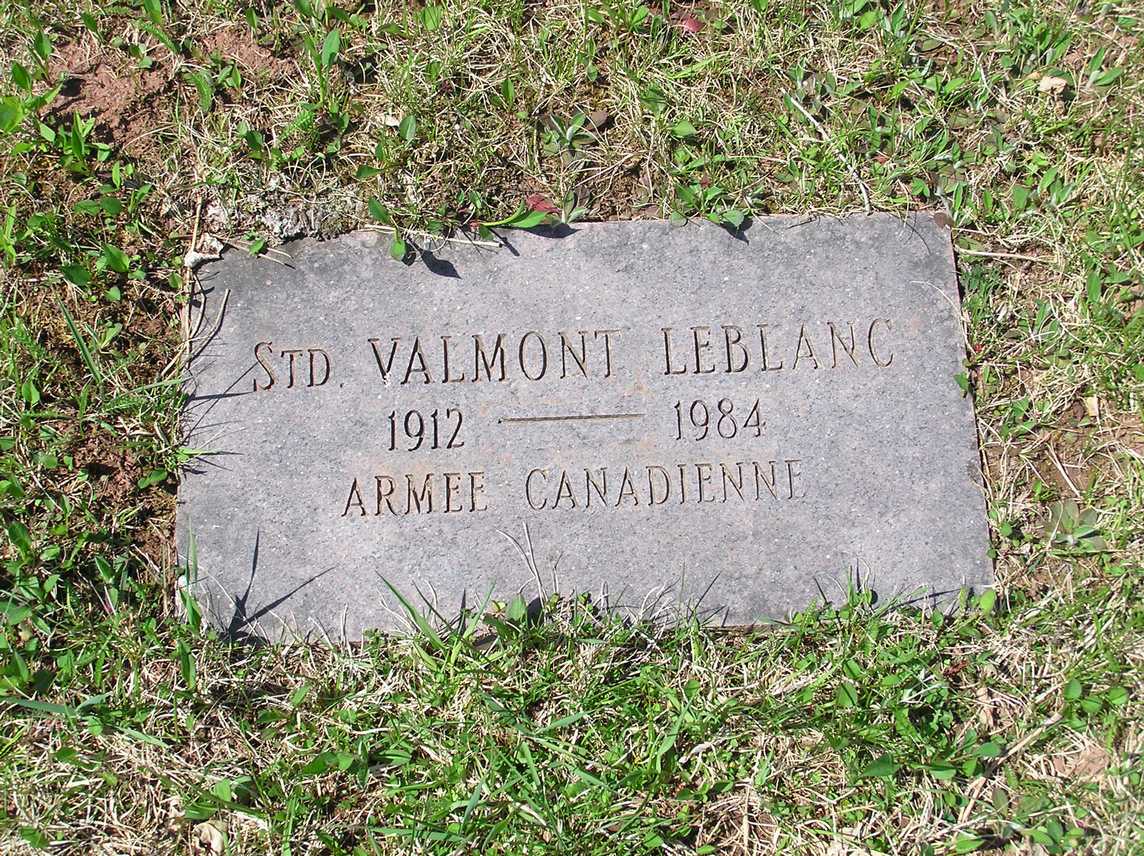 STD. VALMONT LEBLANC
1912 — 1984
ARMEE CANADIENNE